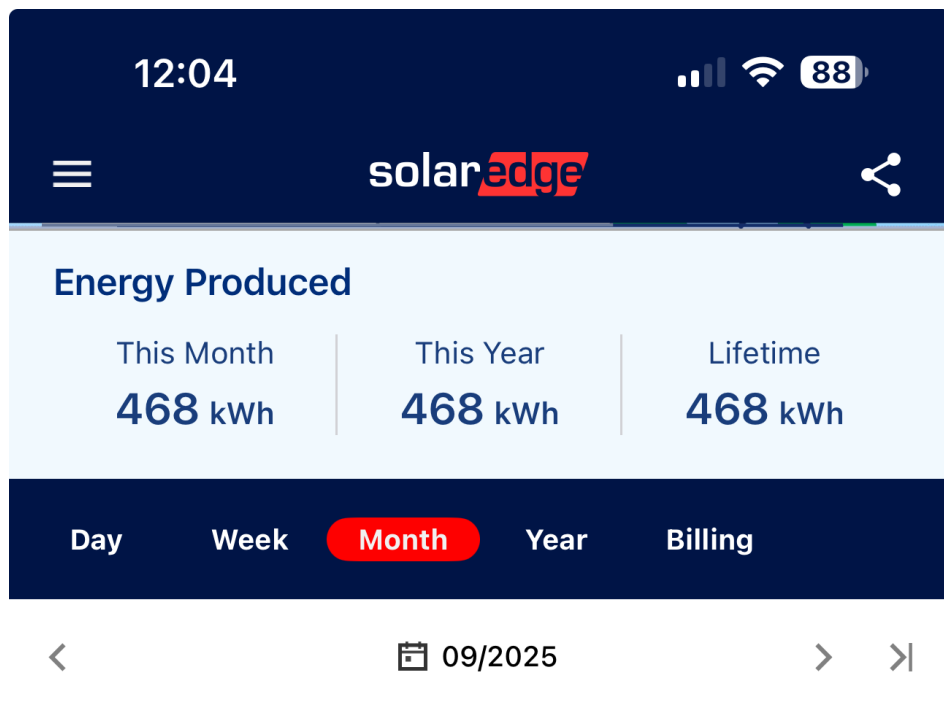 12:04 88
solaredge
Energy Produced
This Month This Year Lifetime
468 kWh 468 kWh 468 kWh
Day Week Month Year Billing
09/2025